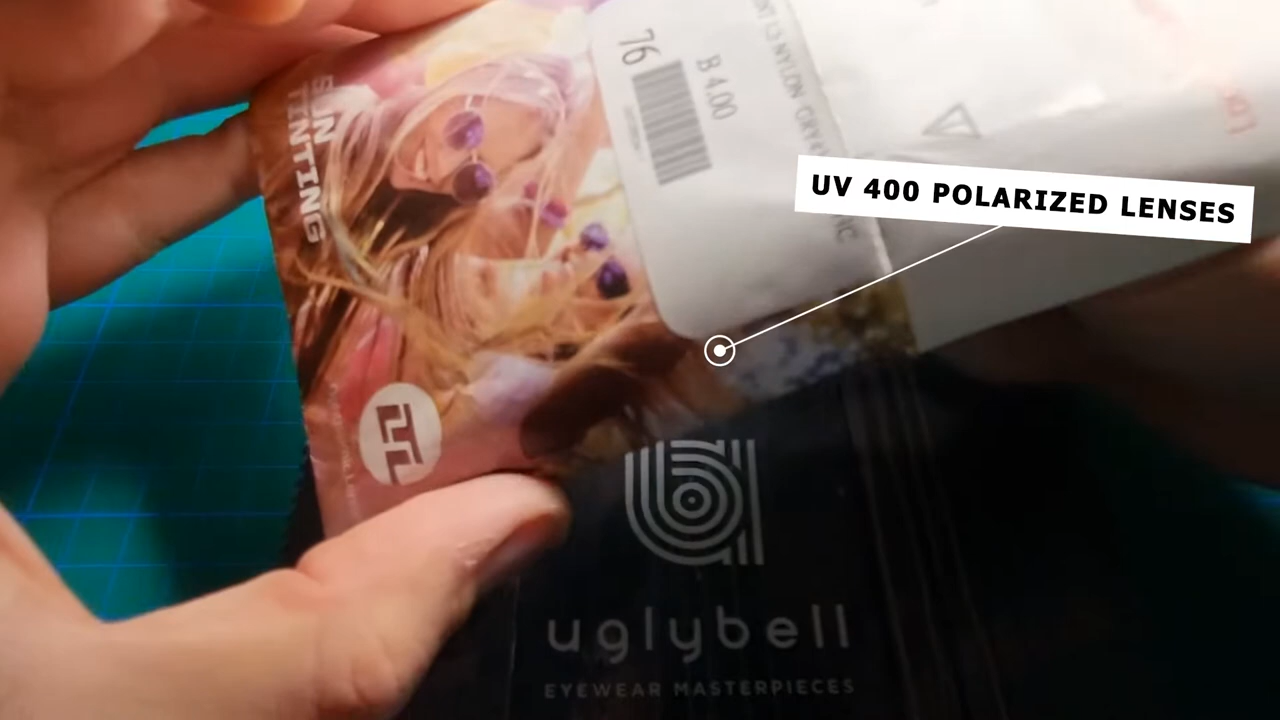 SUN
TINTING
76
B 4.00
UV 400 POLARIZED LENSES
uglybell
EYEWEAR MASTERPIECES